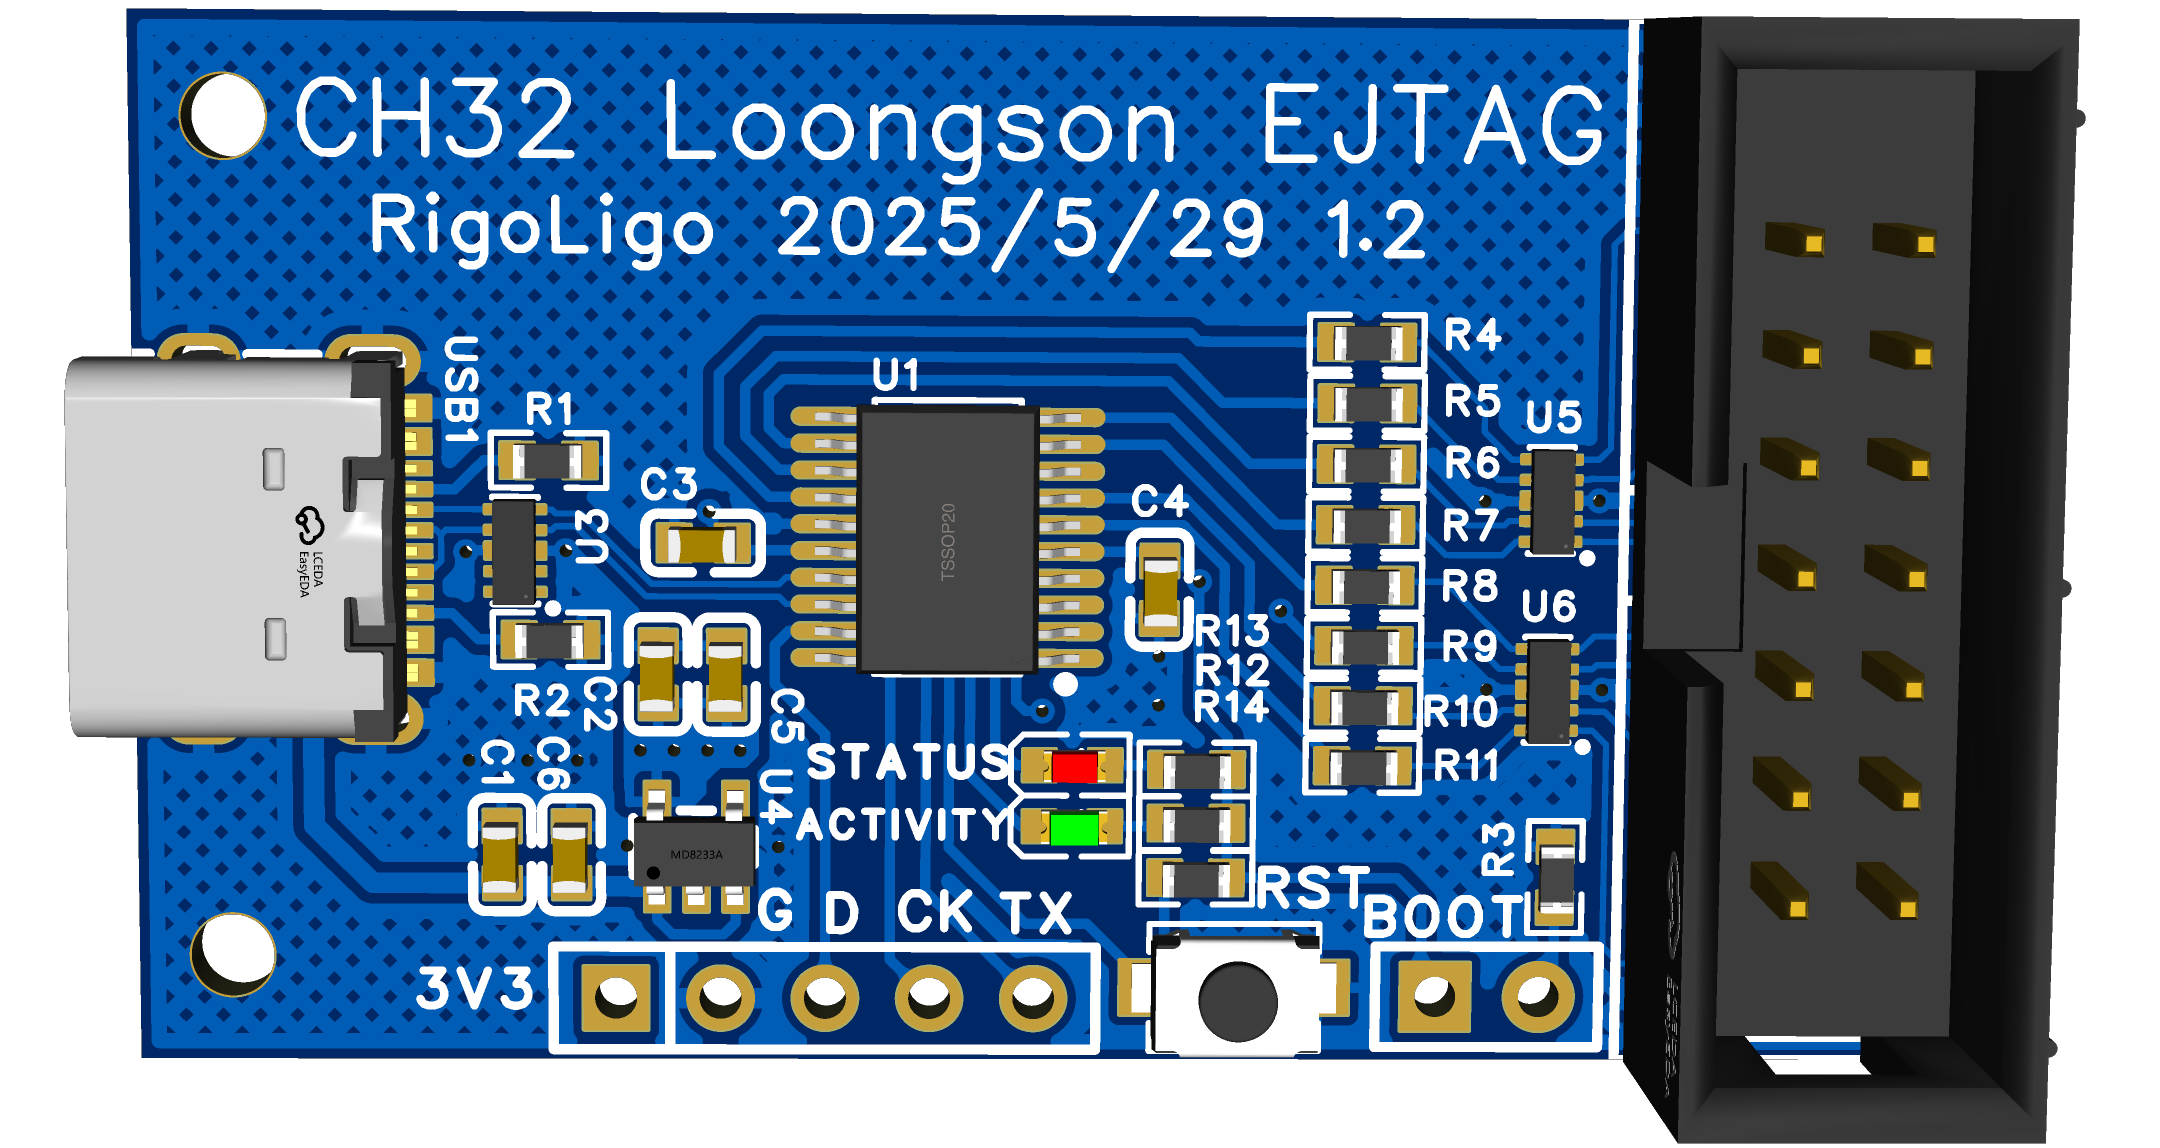 CH32 Loongson EJTAG
RigoLigo 2025/5/29 1.2
USB1
R1
U1
R4
R5
U5
C3
R6
C4
U3
R7
LCEDA
EasyEDA
TSSOP20
R8
U6
R13
R9
R12
R2
C2
C5
R14
R10
STATUS
R11
C1
C6
U4
ACTIVITY
R3
MD8233A
RST
G D CK TX
BOOT
3V3